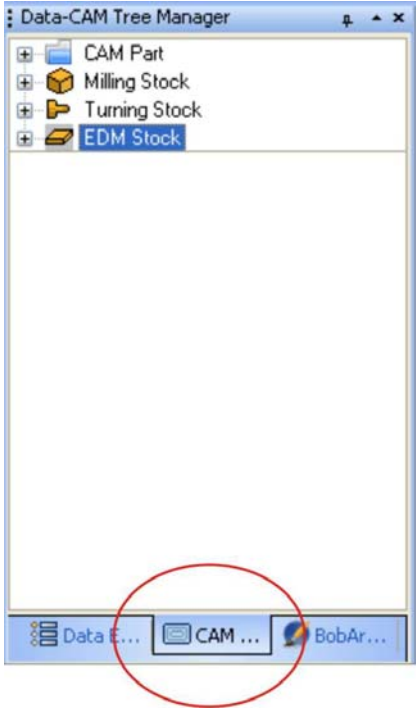 Data-CAM Tree Manager
CAM Part
Milling Stock
Turning Stock
EDM Stock
Data E... CAM ... BobAr...